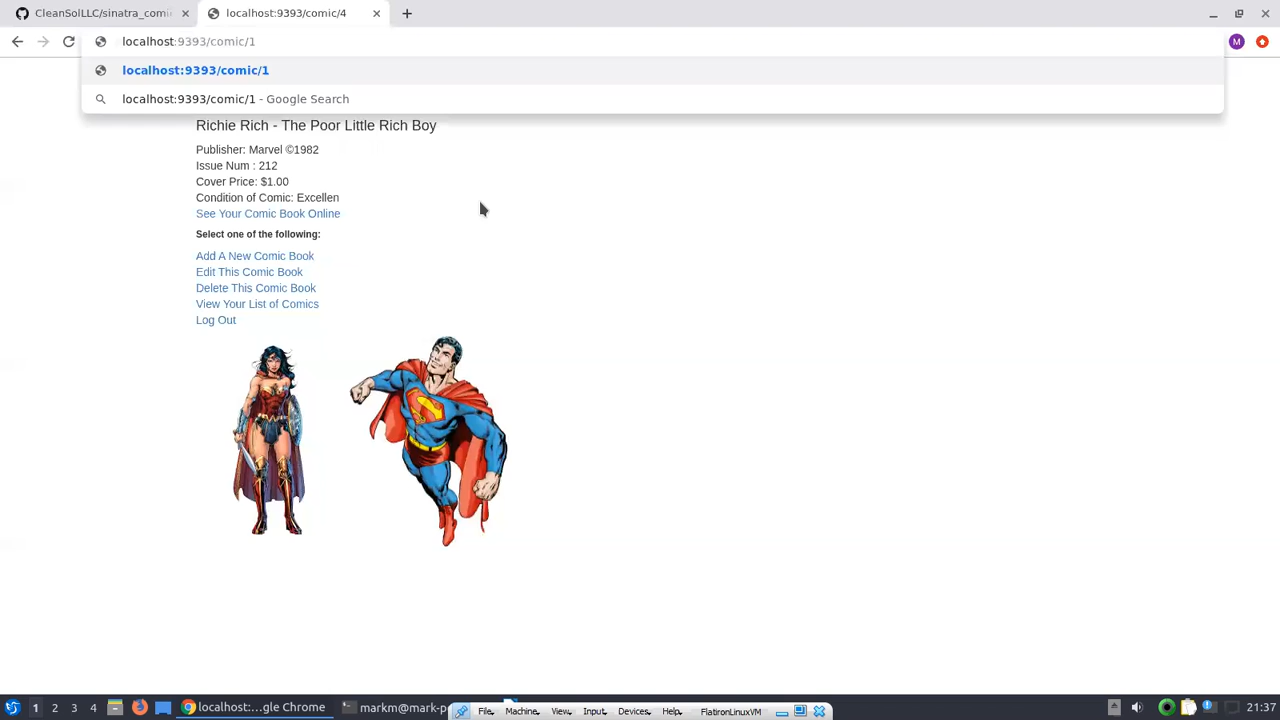 CleanSolLLC/sinatra_comi
localhost:9393/comic/4
localhost:9393/comic/1
localhost:9393/comic/1
localhost:9393/comic/1 - Google Search
M
Richie Rich - The Poor Little Rich Boy
Publisher: Marvel ©1982
Issue Num : 212
Cover Price: $1.00
Condition of Comic: Excellen
See Your Comic Book Online
Select one of the following:
Add A New Comic Book
Edit This Comic Book
Delete This Comic Book
View Your List of Comics
Log Out
1 2 3 4 localhost:...gle Chrome markm@mark-p 21:37
File Machine View Input Devices Help FlatironLinuxVM